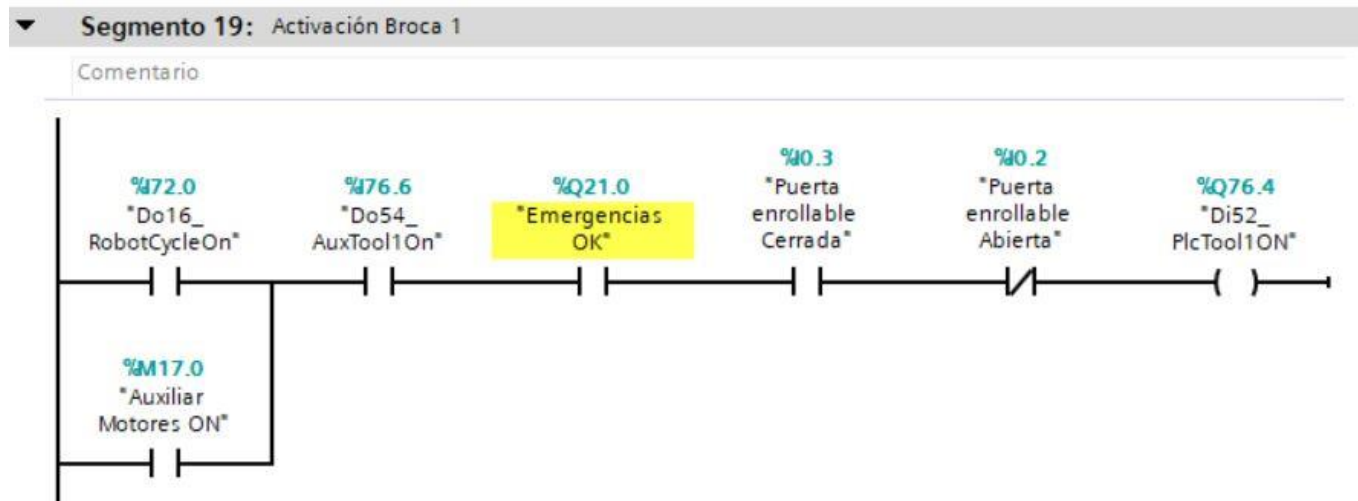 Segmento 19: Activación Broca 1
Comentario
%I72.0
"Do16_
RobotCycleOn"
%I76.6
"Do54_
AuxTool1On"
%Q21.0
"Emergencias
OK"
%I0.3
"Puerta
enrollable
Cerrada"
%I0.2
"Puerta
enrollable
Abierta"
%Q76.4
"Di52_
PlcTool1ON"
%M17.0
"Auxiliar
Motores ON"